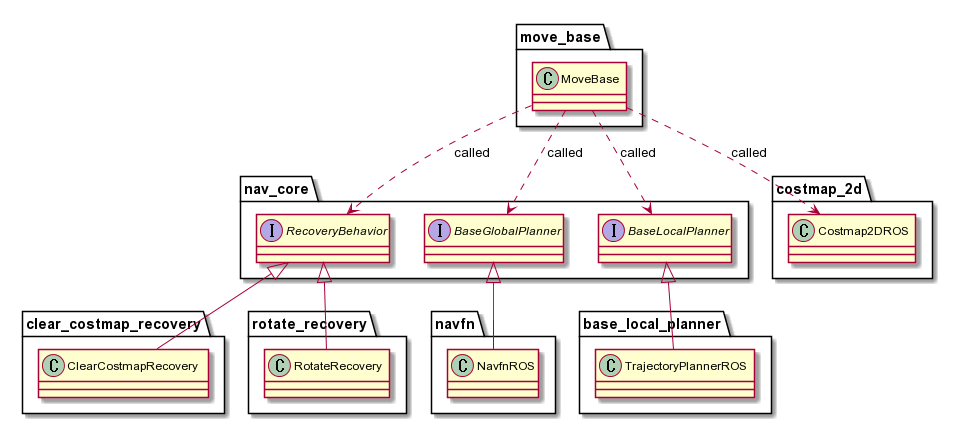 move_base
C MoveBase
called
called
called
called
nav_core
costmap_2d
I RecoveryBehavior
I BaseGlobalPlanner
I BaseLocalPlanner
C Costmap2DROS
clear_costmap_recovery
rotate_recovery
navfn
base_local_planner
C ClearCostmapRecovery
C RotateRecovery
C NavfnROS
C TrajectoryPlannerROS